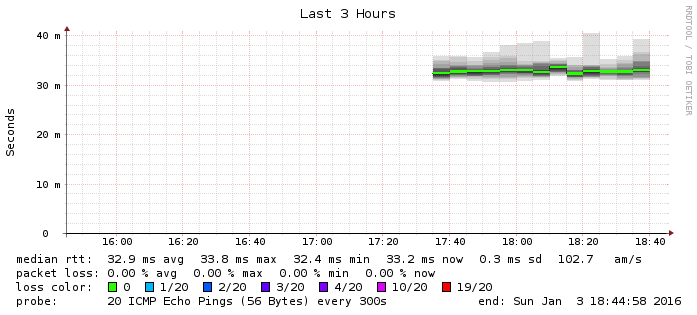 Last 3 Hours
RRDTOOL / TOBI OETIKER
Seconds
40 m
30 m
20 m
10 m
0
16:00 16:20 16:40 17:00 17:20 17:40 18:00 18:20 18:40
median rtt: 32.9 ms avg 33.8 ms max 32.4 ms min 33.2 ms now 0.3 ms sd 102.7 am/s
packet loss: 0.00 % avg 0.00 % max 0.00 % min 0.00 % now
loss color: 0 1/20 2/20 3/20 4/20 10/20 19/20
probe: 20 ICMP Echo Pings (56 Bytes) every 300s end: Sun Jan 3 18:44:58 2016